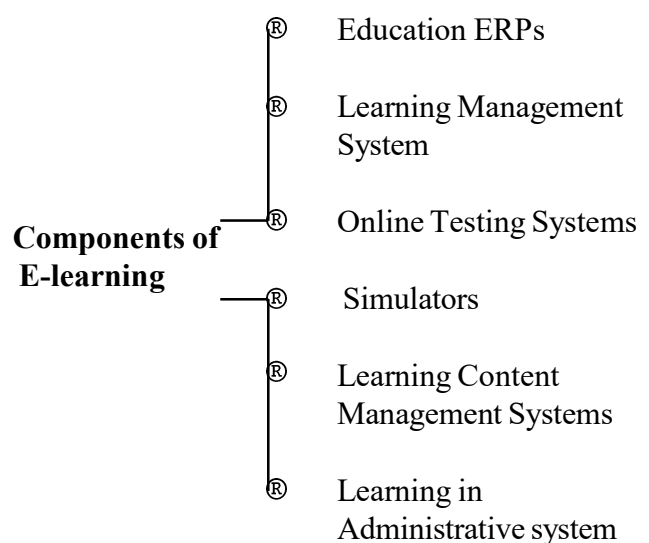 ® Education ERPs
® Learning Management
System
® Online Testing Systems
Components of
E-learning
® Simulators
® Learning Content
Management Systems
® Learning in
Administrative system